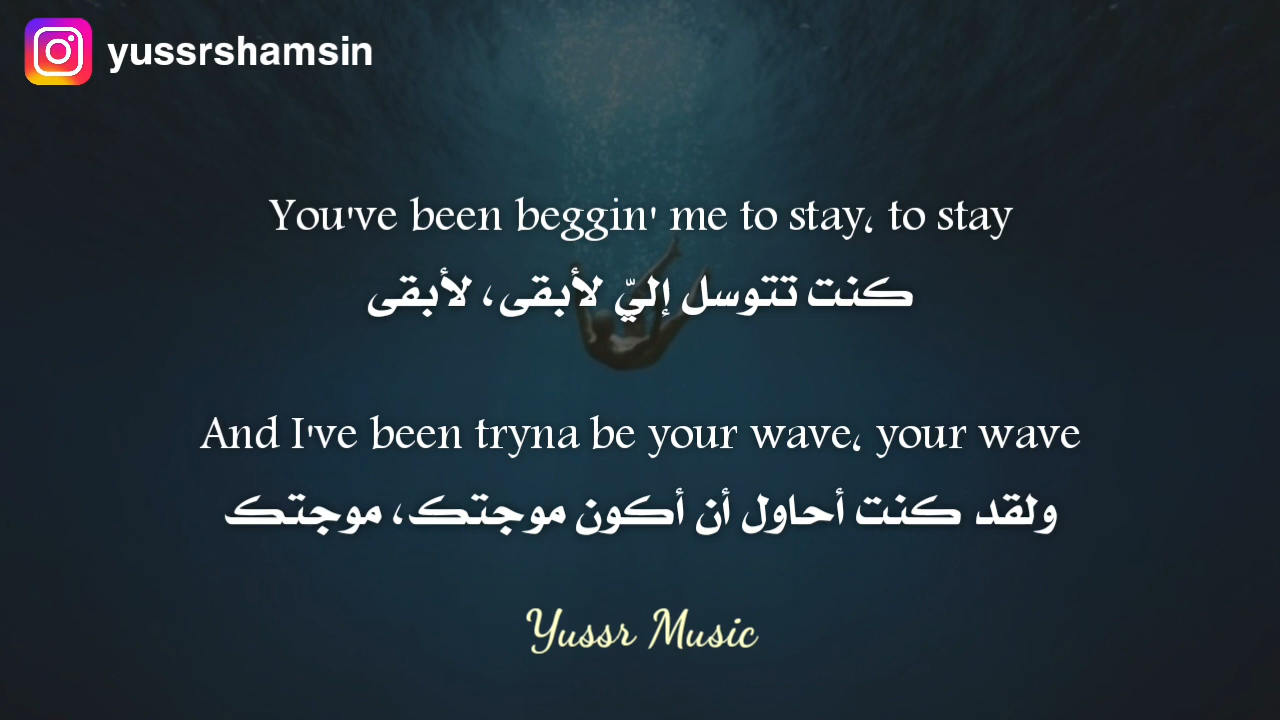 yussrshamsin
You've been beggin' me to stay، to stay
كنت تتوسل إليّ لأبقى، لأبقى
And I've been tryna be your wave، your wave
ولقد كنت أحاول أن أكون موجتك، موجتك
Yussr Music